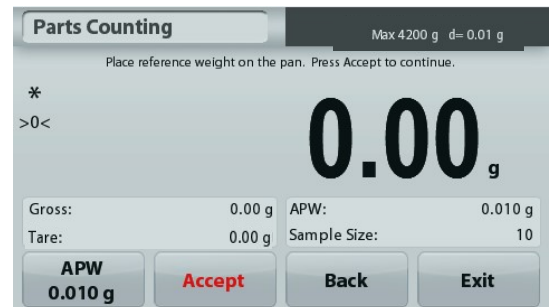 Parts Counting
Max 4200 g d= 0.01 g
Place reference weight on the pan. Press Accept to continue.
*
>0<
0.00 g
Gross: 0.00 g
Tare: 0.00 g
APW: 0.010 g
Sample Size: 10
APW
0.010 g
Accept
Back
Exit